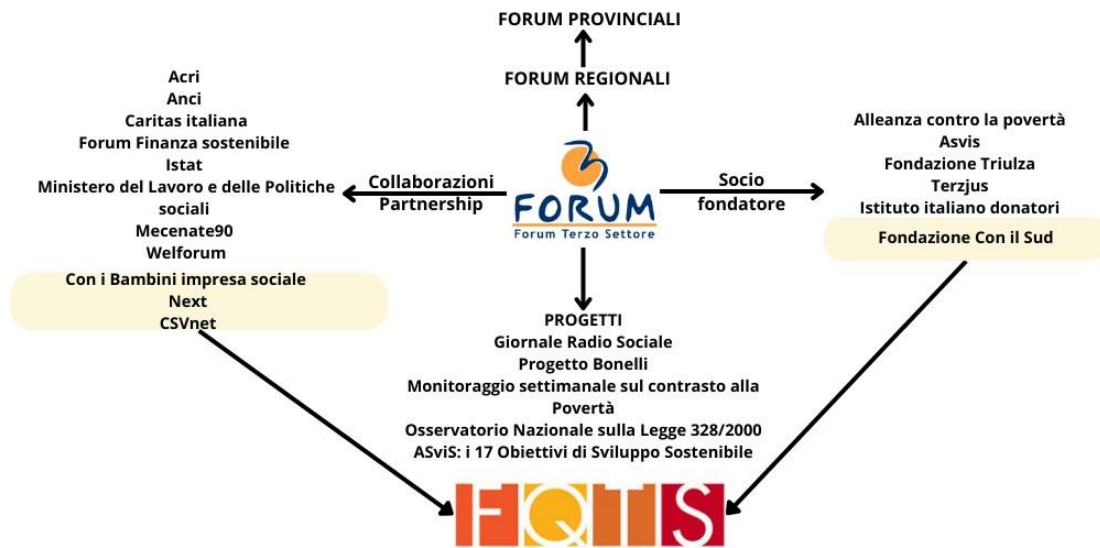 FORUM PROVINCIALI
FORUM REGIONALI
Acri
Anci
Caritas italiana
Forum Finanza sostenibile
Istat
Ministero del Lavoro e delle Politiche
sociali
Mecenate90
Welforum
Con i Bambini impresa sociale
Next
CSVnet
Collaborazioni
Partnership
FORUM
Forum Terzo Settore
Socio
fondatore
Alleanza contro la povertà
Asvis
Fondazione Triulza
Terzjus
Istituto italiano donatori
Fondazione Con il Sud
PROGETTI
Giornale Radio Sociale
Progetto Bonelli
Monitoraggio settimanale sul contrasto alla
Povertà
Osservatorio Nazionale sulla Legge 328/2000
ASviS: i 17 Obiettivi di Sviluppo Sostenibile
FQTS